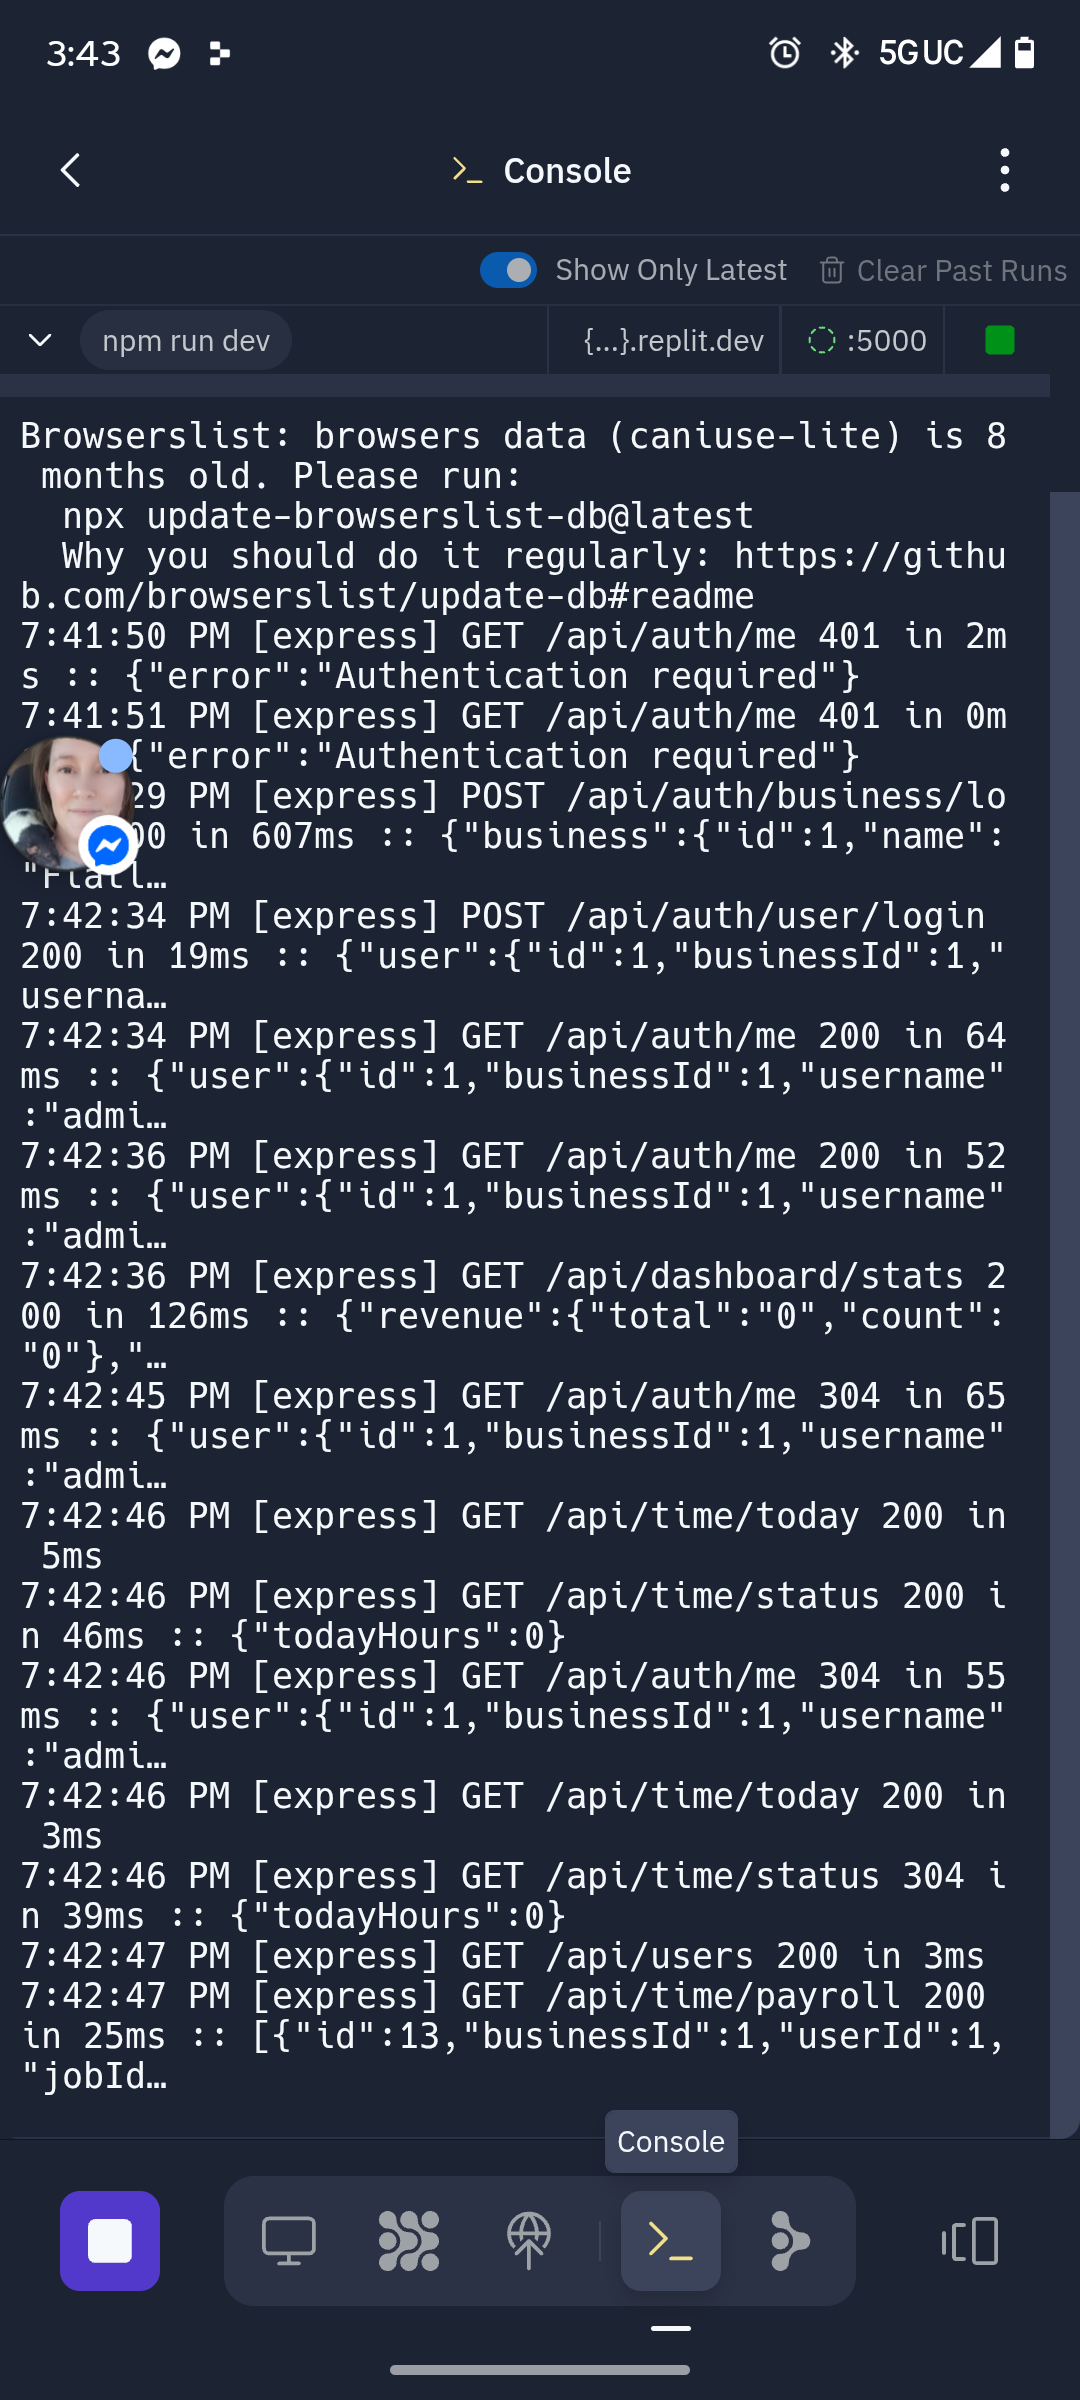 3:43
5G UC
>_ Console
Show Only Latest
Clear Past Runs
npm run dev
{...}.replit.dev
:5000
Browserslist: browsers data (caniuse-lite) is 8
months old. Please run:
npx update-browserslist-db@latest
Why you should do it regularly: https://githu
b.com/browserslist/update-db#readme
7:41:50 PM [express] GET /api/auth/me 401 in 2m
s :: {"error":"Authentication required"}
7:41:51 PM [express] GET /api/auth/me 401 in 0m
{"error":"Authentication required"}
29 PM [express] POST /api/auth/business/lo
00 in 607ms :: {"business":{"id":1,"name":
7:42:34 PM [express] POST /api/auth/user/login
200 in 19ms :: {"user":{"id":1,"businessId":1,"
userna…
7:42:34 PM [express] GET /api/auth/me 200 in 64
ms :: {"user":{"id":1,"businessId":1,"username"
:"admi…
7:42:36 PM [express] GET /api/auth/me 200 in 52
ms :: {"user":{"id":1,"businessId":1,"username"
:"admi…
7:42:36 PM [express] GET /api/dashboard/stats 2
00 in 126ms :: {"revenue":{"total":"0","count":
"0"},"…
7:42:45 PM [express] GET /api/auth/me 304 in 65
ms :: {"user":{"id":1,"businessId":1,"username"
:"admi…
7:42:46 PM [express] GET /api/time/today 200 in
5ms
7:42:46 PM [express] GET /api/time/status 200 i
n 46ms :: {"todayHours":0}
7:42:46 PM [express] GET /api/auth/me 304 in 55
ms :: {"user":{"id":1,"businessId":1,"username"
:"admi…
7:42:46 PM [express] GET /api/time/today 200 in
3ms
7:42:46 PM [express] GET /api/time/status 304 i
n 39ms :: {"todayHours":0}
7:42:47 PM [express] GET /api/users 200 in 3ms
7:42:47 PM [express] GET /api/time/payroll 200
in 25ms :: [{"id":13,"businessId":1,"userId":1,
"jobId…
Console